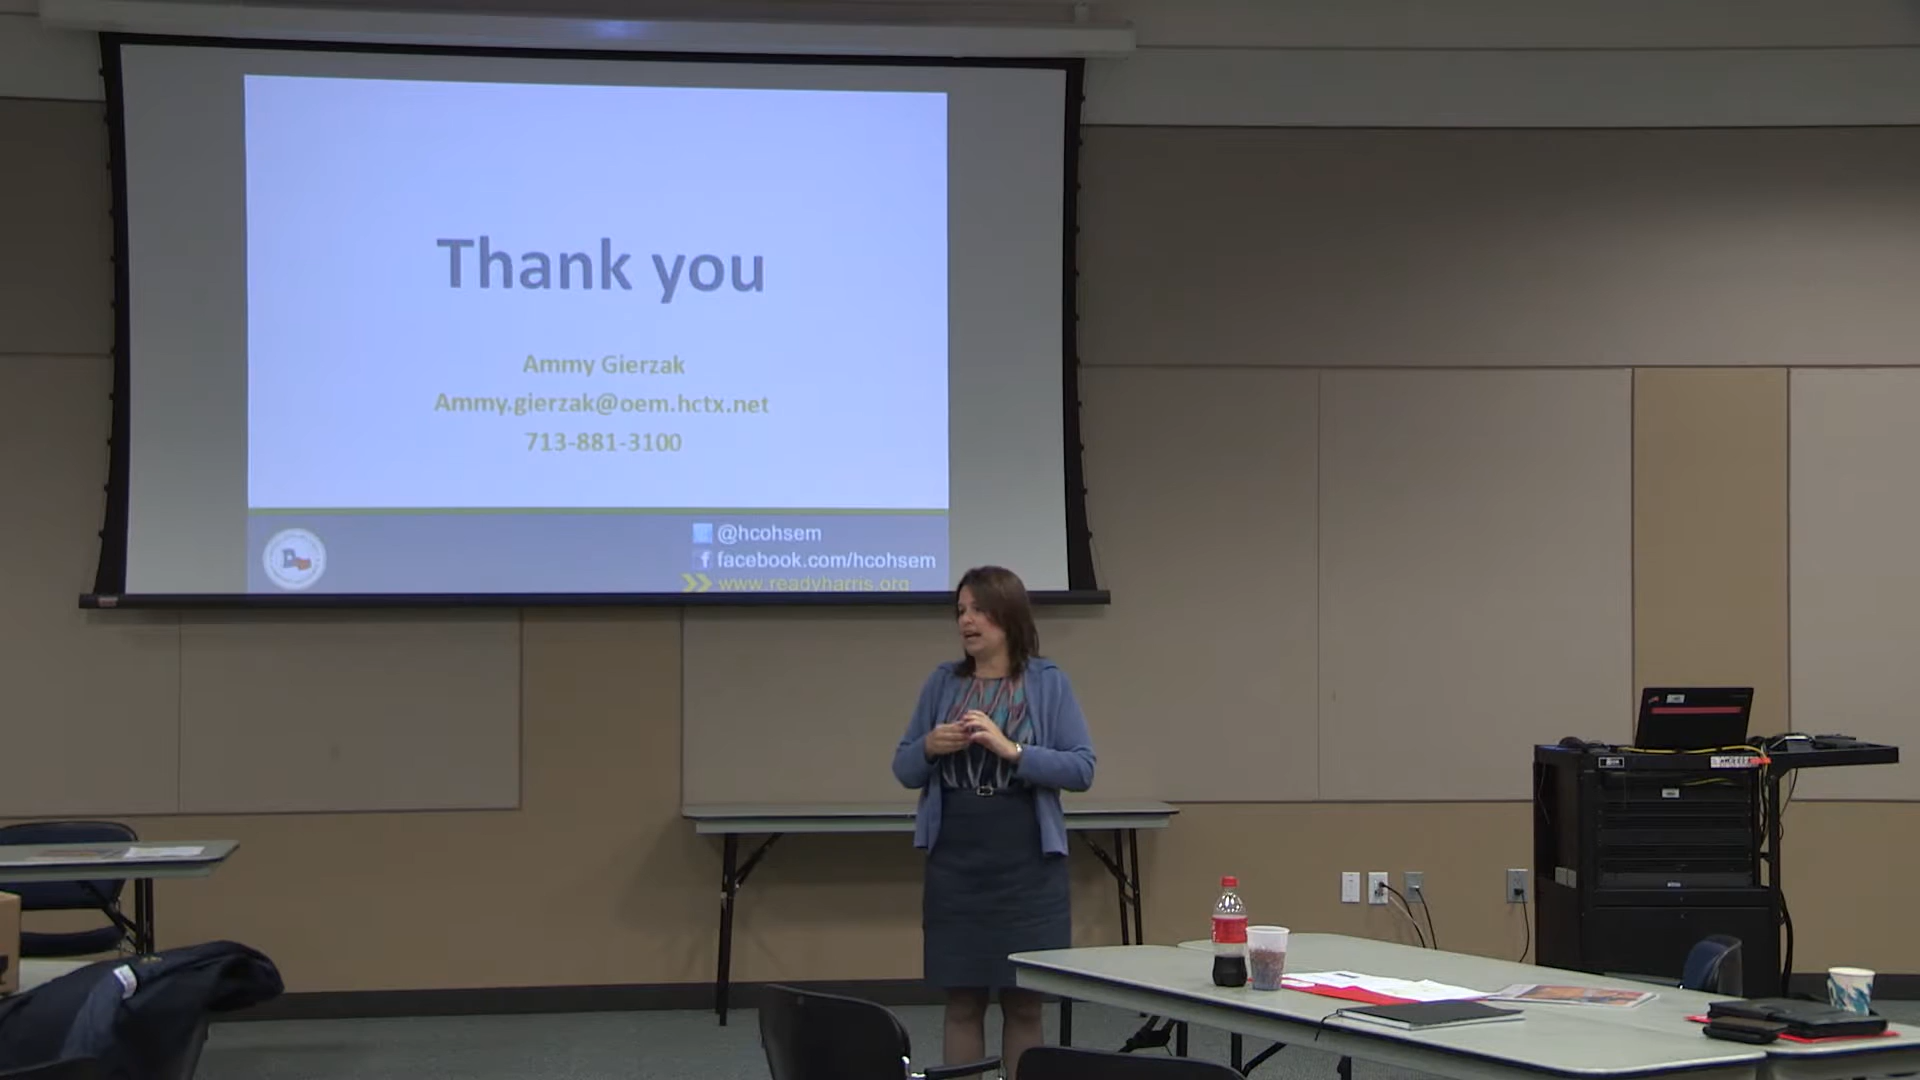 Thank you
Ammy Gierzak
Ammy.gierzak@oem.hctx.net
713-881-3100
@hcohsem
facebook.com/hcohsem
www.readyharris.org